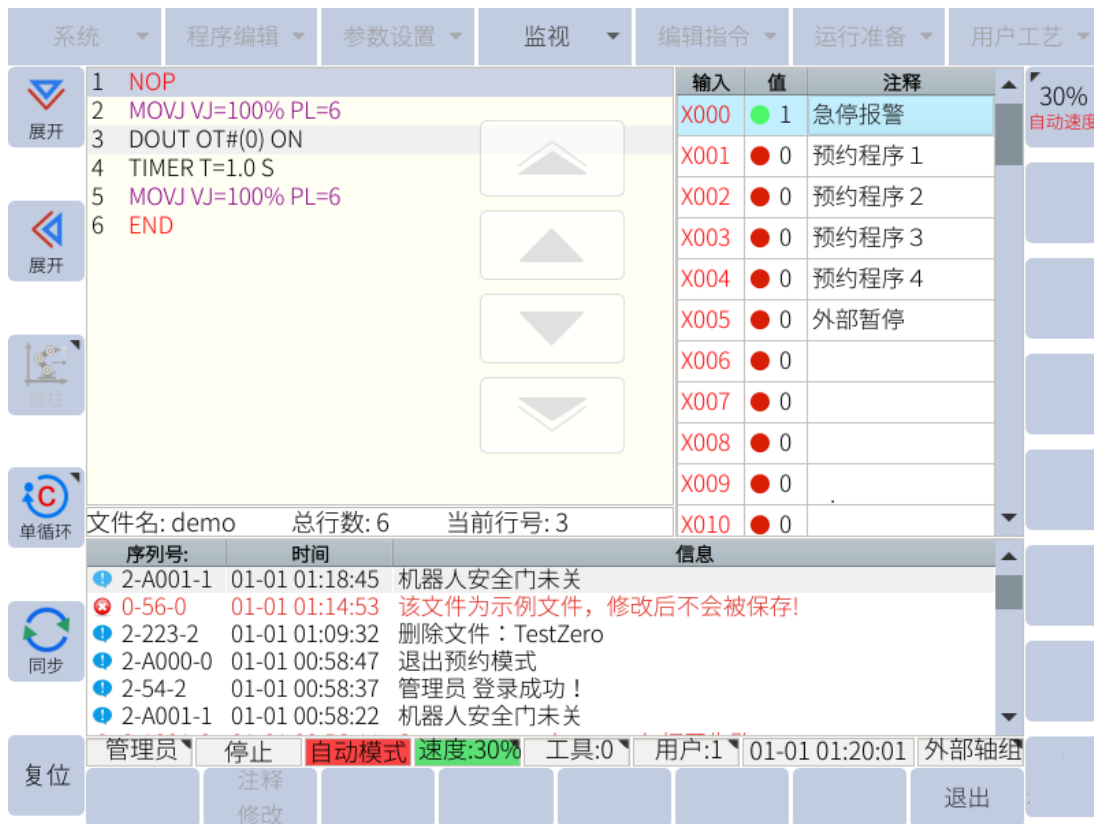 系统 程序编辑 参数设置 监视 编辑指令 运行准备 用户工艺
展开
展开
圆柱
单循环
同步
复位
1 NOP
2 MOVJ VJ=100% PL=6
3 DOUT OT#(0) ON
4 TIMER T=1.0 S
5 MOVJ VJ=100% PL=6
6 END
文件名: demo 总行数: 6 当前行号: 3
输入 值 注释
X000 1 急停报警
X001 0 预约程序 1
X002 0 预约程序 2
X003 0 预约程序 3
X004 0 预约程序 4
X005 0 外部暂停
X006 0
X007 0
X008 0
X009 0
X010 0
30%
自动速度
序列号: 时间 信息
2-A001-1 01-01 01:18:45 机器人安全门未关
0-56-0 01-01 01:14:53 该文件为示例文件，修改后不会被保存!
2-223-2 01-01 01:09:32 删除文件：TestZero
2-A000-0 01-01 00:58:47 退出预约模式
2-54-2 01-01 00:58:37 管理员 登录成功！
2-A001-1 01-01 00:58:22 机器人安全门未关
管理员 停止 自动模式 速度:30% 工具:0 用户:1 01-01 01:20:01 外部轴组
注释
修改
退出